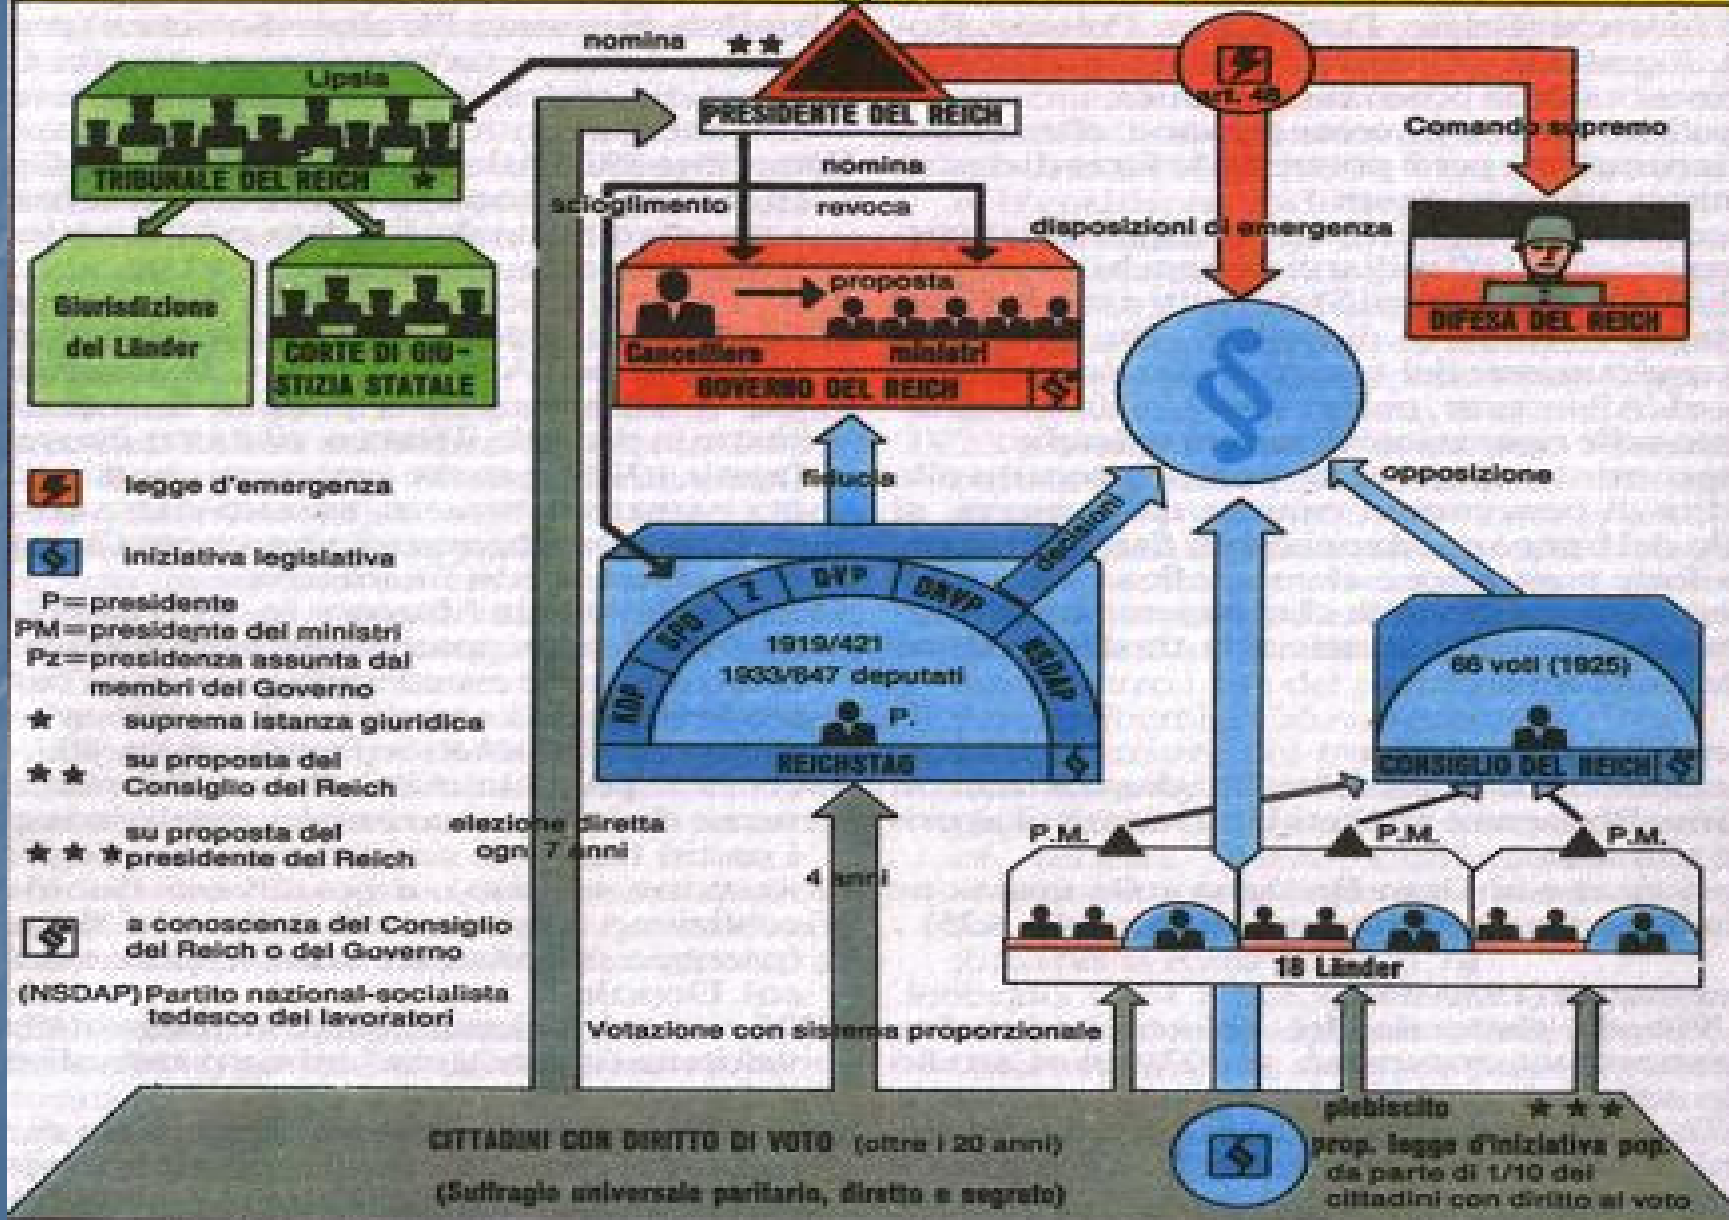 nomina ★ ★
Lipsia
TRIBUNALE DEL REICH ★
PRESIDENTE DEL REICH
Art. 48
Comando supremo
nomina
scioglimento
revoca
disposizioni di emergenza
DIFESA DEL REICH
Giurisdizione
dei Länder
CORTE DI GIU-
STIZIA STATALE
proposta
Cancelliere ministri
GOVERNO DEL REICH §
§
fiducia
decisioni
opposizione
legge d'emergenza
§ iniziativa legislativa
P=presidente
PM=presidente dei ministri
Pz=presidenza assunta dai
membri del Governo
★ suprema istanza giuridica
★ ★ su proposta del
Consiglio del Reich
★ ★ ★ su proposta del
presidente del Reich
§ a conoscenza del Consiglio
del Reich o del Governo
(NSDAP) Partito nazional-socialista
tedesco dei lavoratori
KDP SPD Z DVP DNVP NSDAP
1919/421
1933/647 deputati
P.
REICHSTAG §
66 voti (1925)
CONSIGLIO DEL REICH §
elezione diretta
ogni 7 anni
4 anni
P.M. P.M. P.M.
18 Länder
Votazione con sistema proporzionale
CITTADINI CON DIRITTO DI VOTO (oltre i 20 anni)
(Suffragio universale paritario, diretto e segreto)
§
plebiscito ★ ★ ★
prop. legge d'iniziativa pop.
da parte di 1/10 dei
cittadini con diritto al voto